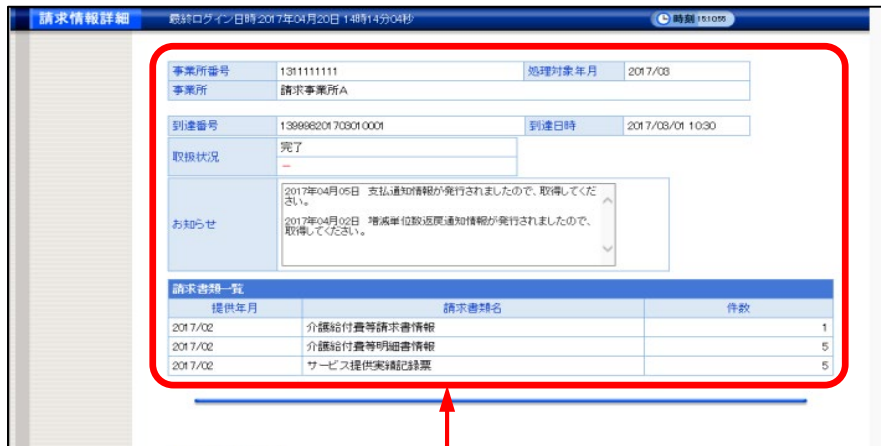 請求情報詳細 最終ログイン日時:2017年04月20日 14時14分04秒 時刻 15:10:55
事業所番号 1311111111 処理対象年月 2017/03
事業所 請求事業所A
到達番号 139998201703010001 到達日時 2017/03/01 10:30
取扱状況 完了
―
お知らせ
2017年04月05日 支払通知情報が発行されましたので、取得してくだ
さい。
2017年04月02日 増減単位数返戻通知情報が発行されましたので、
取得してください。
請求書類一覧
提供年月 請求書類名 件数
2017/02 介護給付費等請求書情報 1
2017/02 介護給付費等明細書情報 5
2017/02 サービス提供実績記録票 5